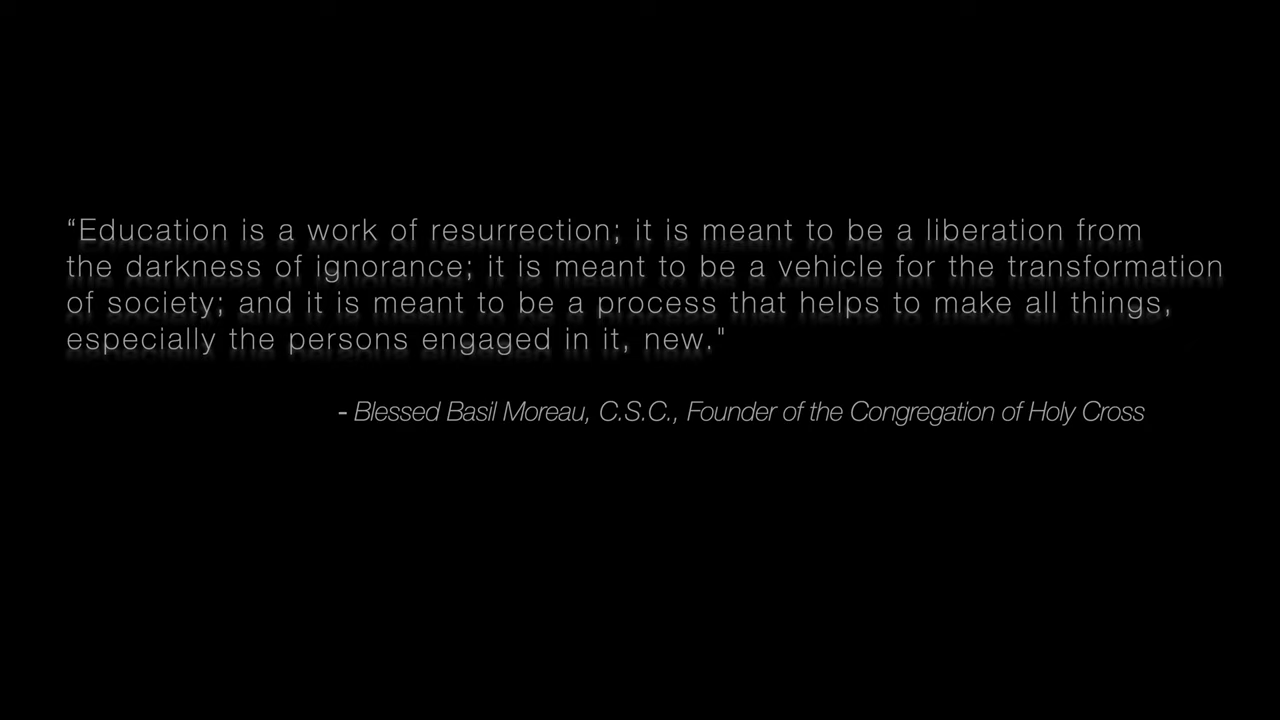 “Education is a work of resurrection; it is meant to be a liberation from
the darkness of ignorance; it is meant to be a vehicle for the transformation
of society; and it is meant to be a process that helps to make all things,
especially the persons engaged in it, new."
- Blessed Basil Moreau, C.S.C., Founder of the Congregation of Holy Cross